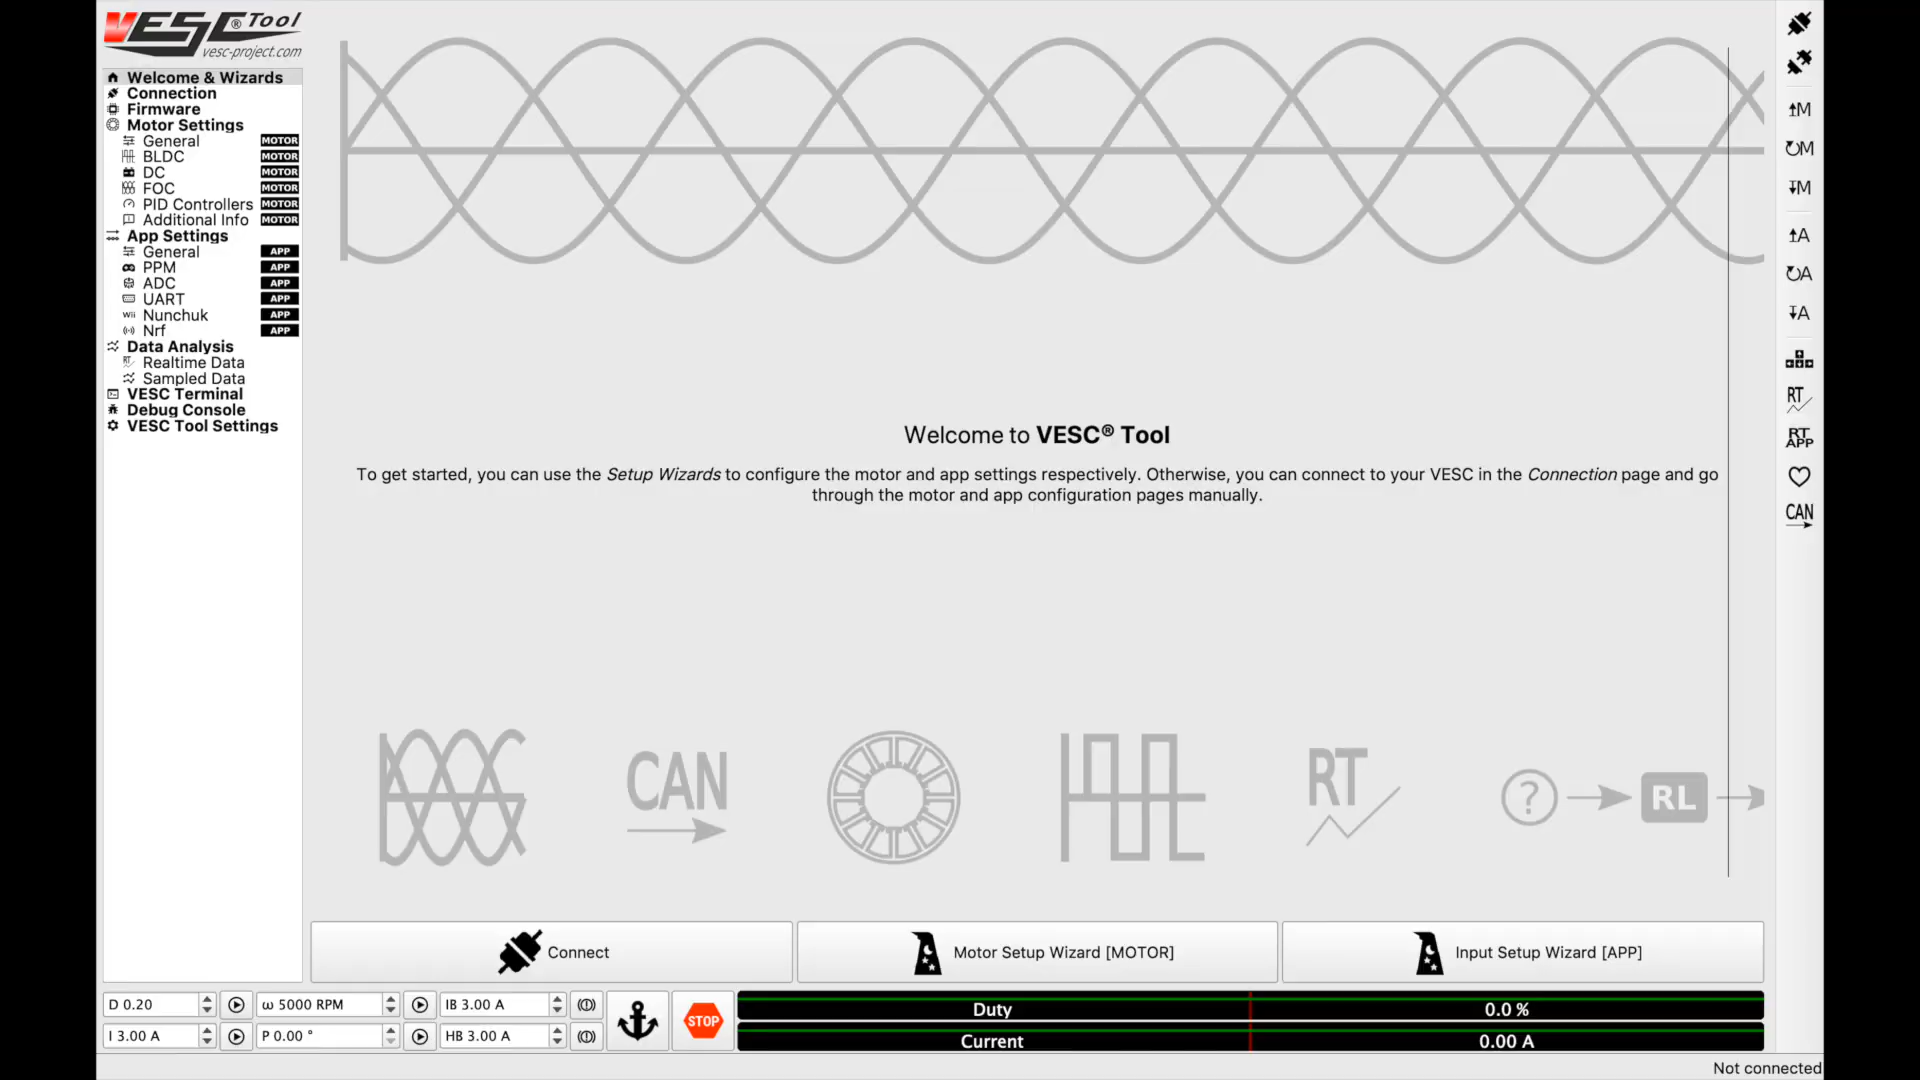 VESC® Tool
vesc-project.com
Welcome & Wizards
Connection
Firmware
Motor Settings
General MOTOR
BLDC MOTOR
DC MOTOR
FOC MOTOR
PID Controllers MOTOR
Additional Info MOTOR
App Settings
General APP
PPM APP
ADC APP
UART APP
Wii Nunchuk APP
Nrf APP
Data Analysis
RT Realtime Data
Sampled Data
VESC Terminal
Debug Console
VESC Tool Settings
Welcome to VESC® Tool
To get started, you can use the Setup Wizards to configure the motor and app settings respectively. Otherwise, you can connect to your VESC in the Connection page and go
through the motor and app configuration pages manually.
CAN
RT
?
RL
Connect
Motor Setup Wizard [MOTOR]
Input Setup Wizard [APP]
D 0.20
ω 5000 RPM
IB 3.00 A
I 3.00 A
P 0.00 °
HB 3.00 A
STOP
Duty 0.0 %
Current 0.00 A
M
M
M
A
A
A
RT
RT
APP
CAN
Not connected